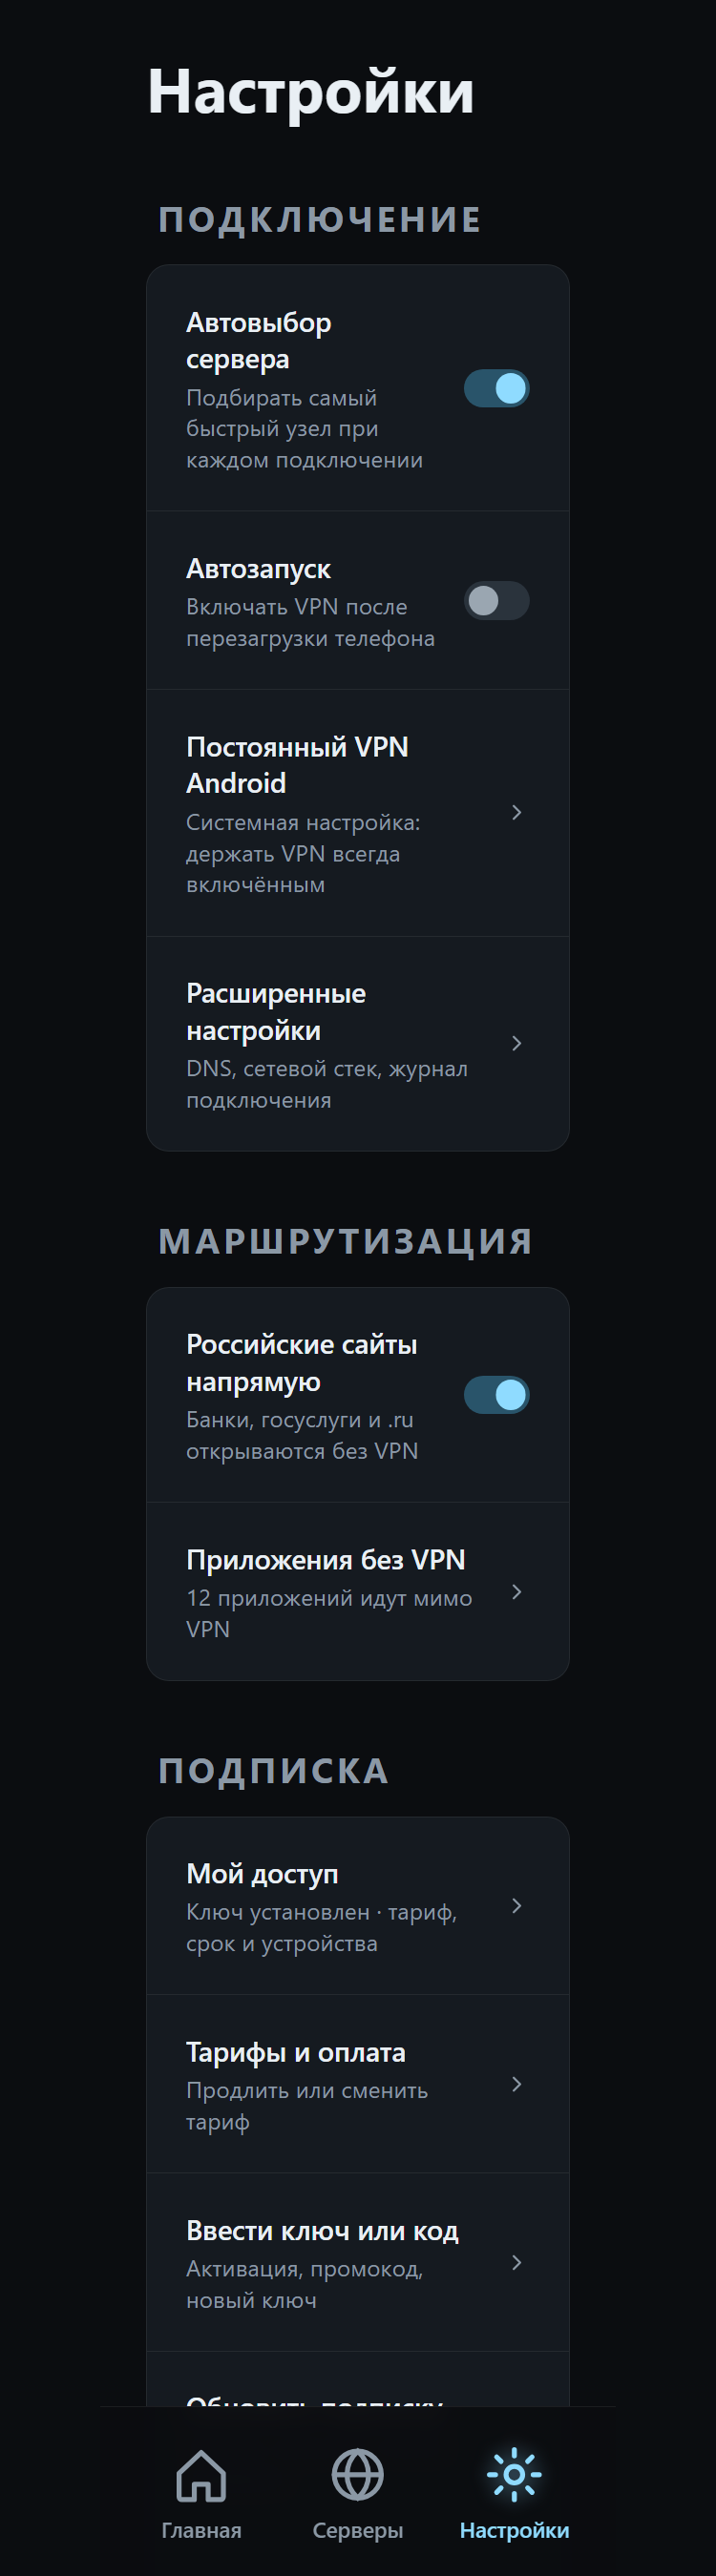 Настройки
ПОДКЛЮЧЕНИЕ
Автовыбор
сервера
Подбирать самый
быстрый узел при
каждом подключении
Автозапуск
Включать VPN после
перезагрузки телефона
Постоянный VPN
Android
Системная настройка:
держать VPN всегда
включённым
Расширенные
настройки
DNS, сетевой стек, журнал
подключения
МАРШРУТИЗАЦИЯ
Российские сайты
напрямую
Банки, госуслуги и .ru
открываются без VPN
Приложения без VPN
12 приложений идут мимо
VPN
ПОДПИСКА
Мой доступ
Ключ установлен · тариф,
срок и устройства
Тарифы и оплата
Продлить или сменить
тариф
Ввести ключ или код
Активация, промокод,
новый ключ
Обновить подписку
Главная
Серверы
Настройки